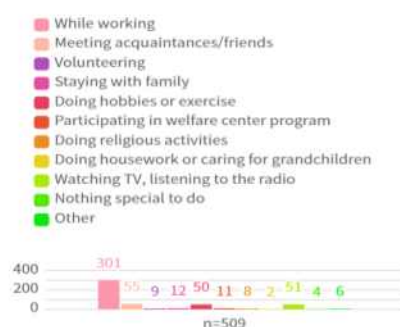 While working
Meeting acquaintances/friends
Volunteering
Staying with family
Doing hobbies or exercise
Participating in welfare center program
Doing religious activities
Doing housework or caring for grandchildren
Watching TV, listening to the radio
Nothing special to do
Other
301
400
200 55 9 12 50 11 8 2 51 4 6
0
n=509